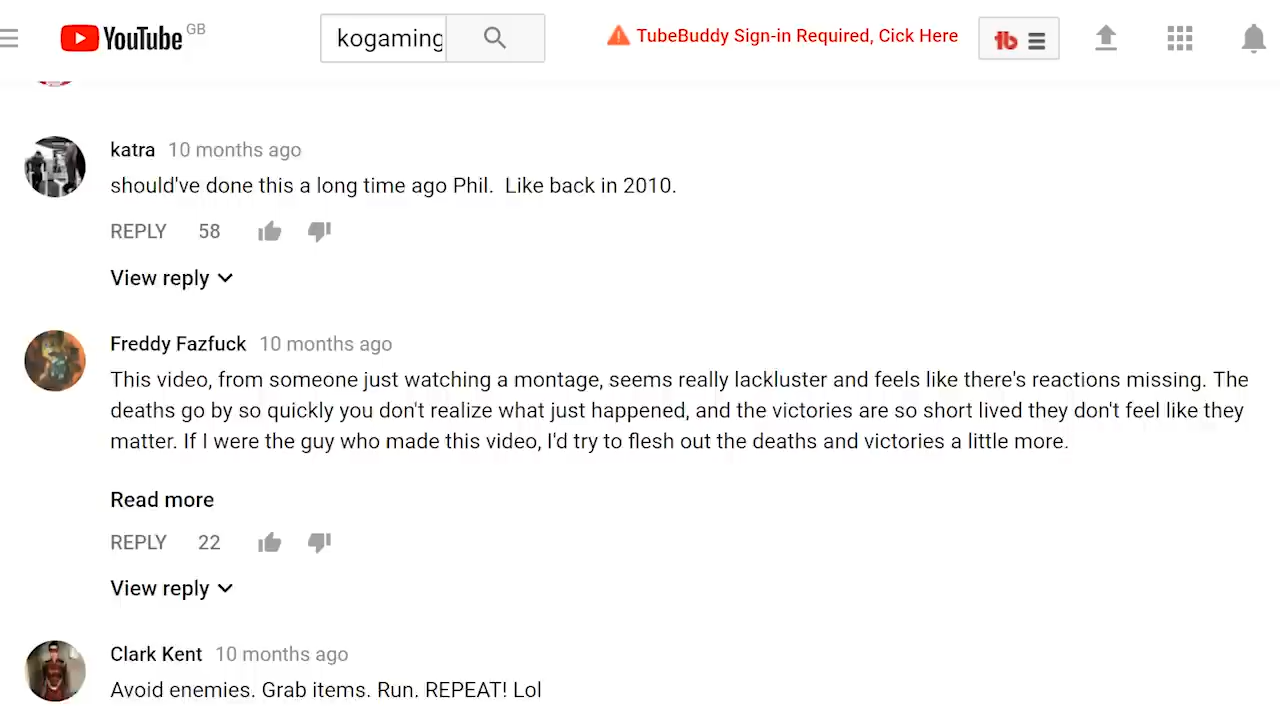 YouTube GB
kogaming
TubeBuddy Sign-in Required, Cick Here
tb
katra 10 months ago
should've done this a long time ago Phil. Like back in 2010.
REPLY 58
View reply
Freddy Fazfuck 10 months ago
This video, from someone just watching a montage, seems really lackluster and feels like there's reactions missing. The
deaths go by so quickly you don't realize what just happened, and the victories are so short lived they don't feel like they
matter. If I were the guy who made this video, I'd try to flesh out the deaths and victories a little more.
Read more
REPLY 22
View reply
Clark Kent 10 months ago
Avoid enemies. Grab items. Run. REPEAT! Lol